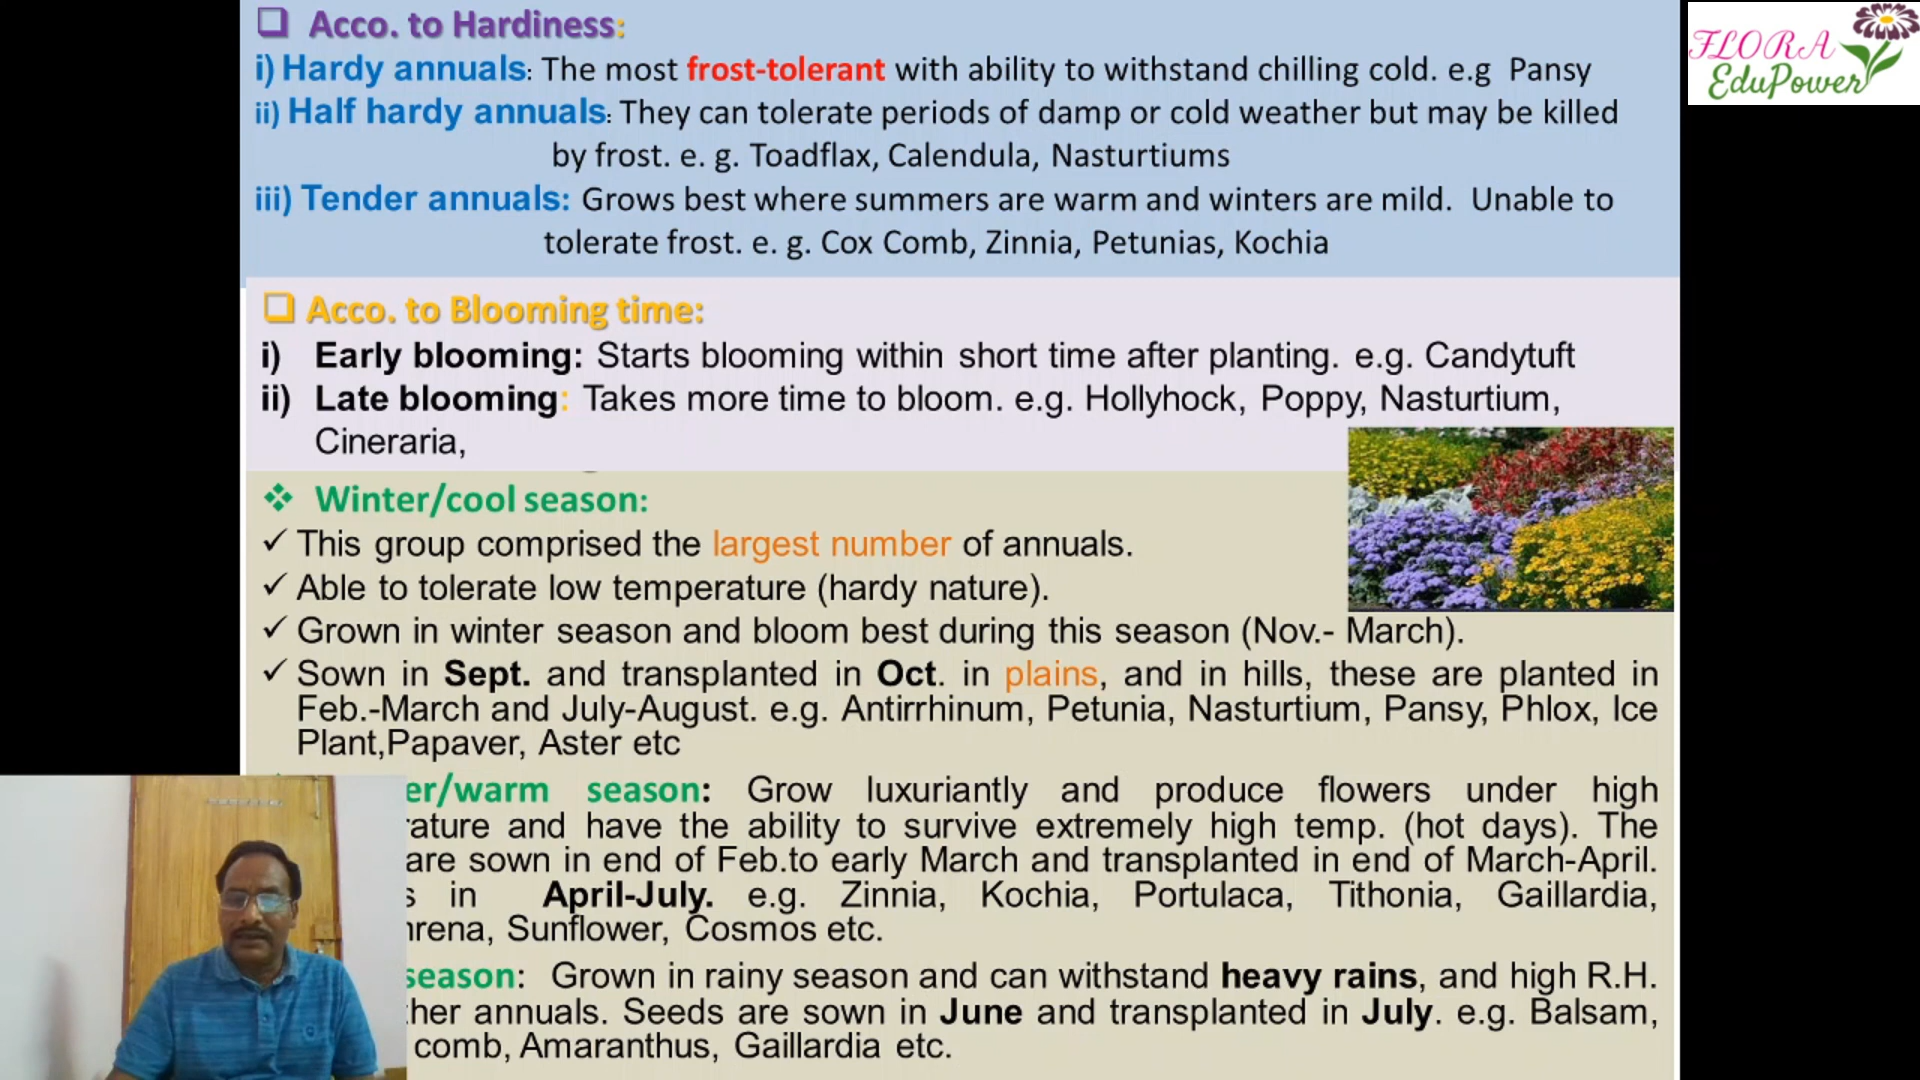 Acco. to Hardiness:
i) Hardy annuals: The most frost-tolerant with ability to withstand chilling cold. e.g Pansy
ii) Half hardy annuals: They can tolerate periods of damp or cold weather but may be killed
by frost. e. g. Toadflax, Calendula, Nasturtiums
iii) Tender annuals: Grows best where summers are warm and winters are mild. Unable to
tolerate frost. e. g. Cox Comb, Zinnia, Petunias, Kochia
FLORA
EduPower
Acco. to Blooming time:
i) Early blooming: Starts blooming within short time after planting. e.g. Candytuft
ii) Late blooming: Takes more time to bloom. e.g. Hollyhock, Poppy, Nasturtium,
Cineraria,
❖ Winter/cool season:
✓ This group comprised the largest number of annuals.
✓ Able to tolerate low temperature (hardy nature).
✓ Grown in winter season and bloom best during this season (Nov.- March).
✓ Sown in Sept. and transplanted in Oct. in plains, and in hills, these are planted in
Feb.-March and July-August. e.g. Antirrhinum, Petunia, Nasturtium, Pansy, Phlox, Ice
Plant,Papaver, Aster etc
er/warm season: Grow luxuriantly and produce flowers under high
rature and have the ability to survive extremely high temp. (hot days). The
are sown in end of Feb.to early March and transplanted in end of March-April.
s in April-July. e.g. Zinnia, Kochia, Portulaca, Tithonia, Gaillardia,
hrena, Sunflower, Cosmos etc.
season: Grown in rainy season and can withstand heavy rains, and high R.H.
her annuals. Seeds are sown in June and transplanted in July. e.g. Balsam,
comb, Amaranthus, Gaillardia etc.